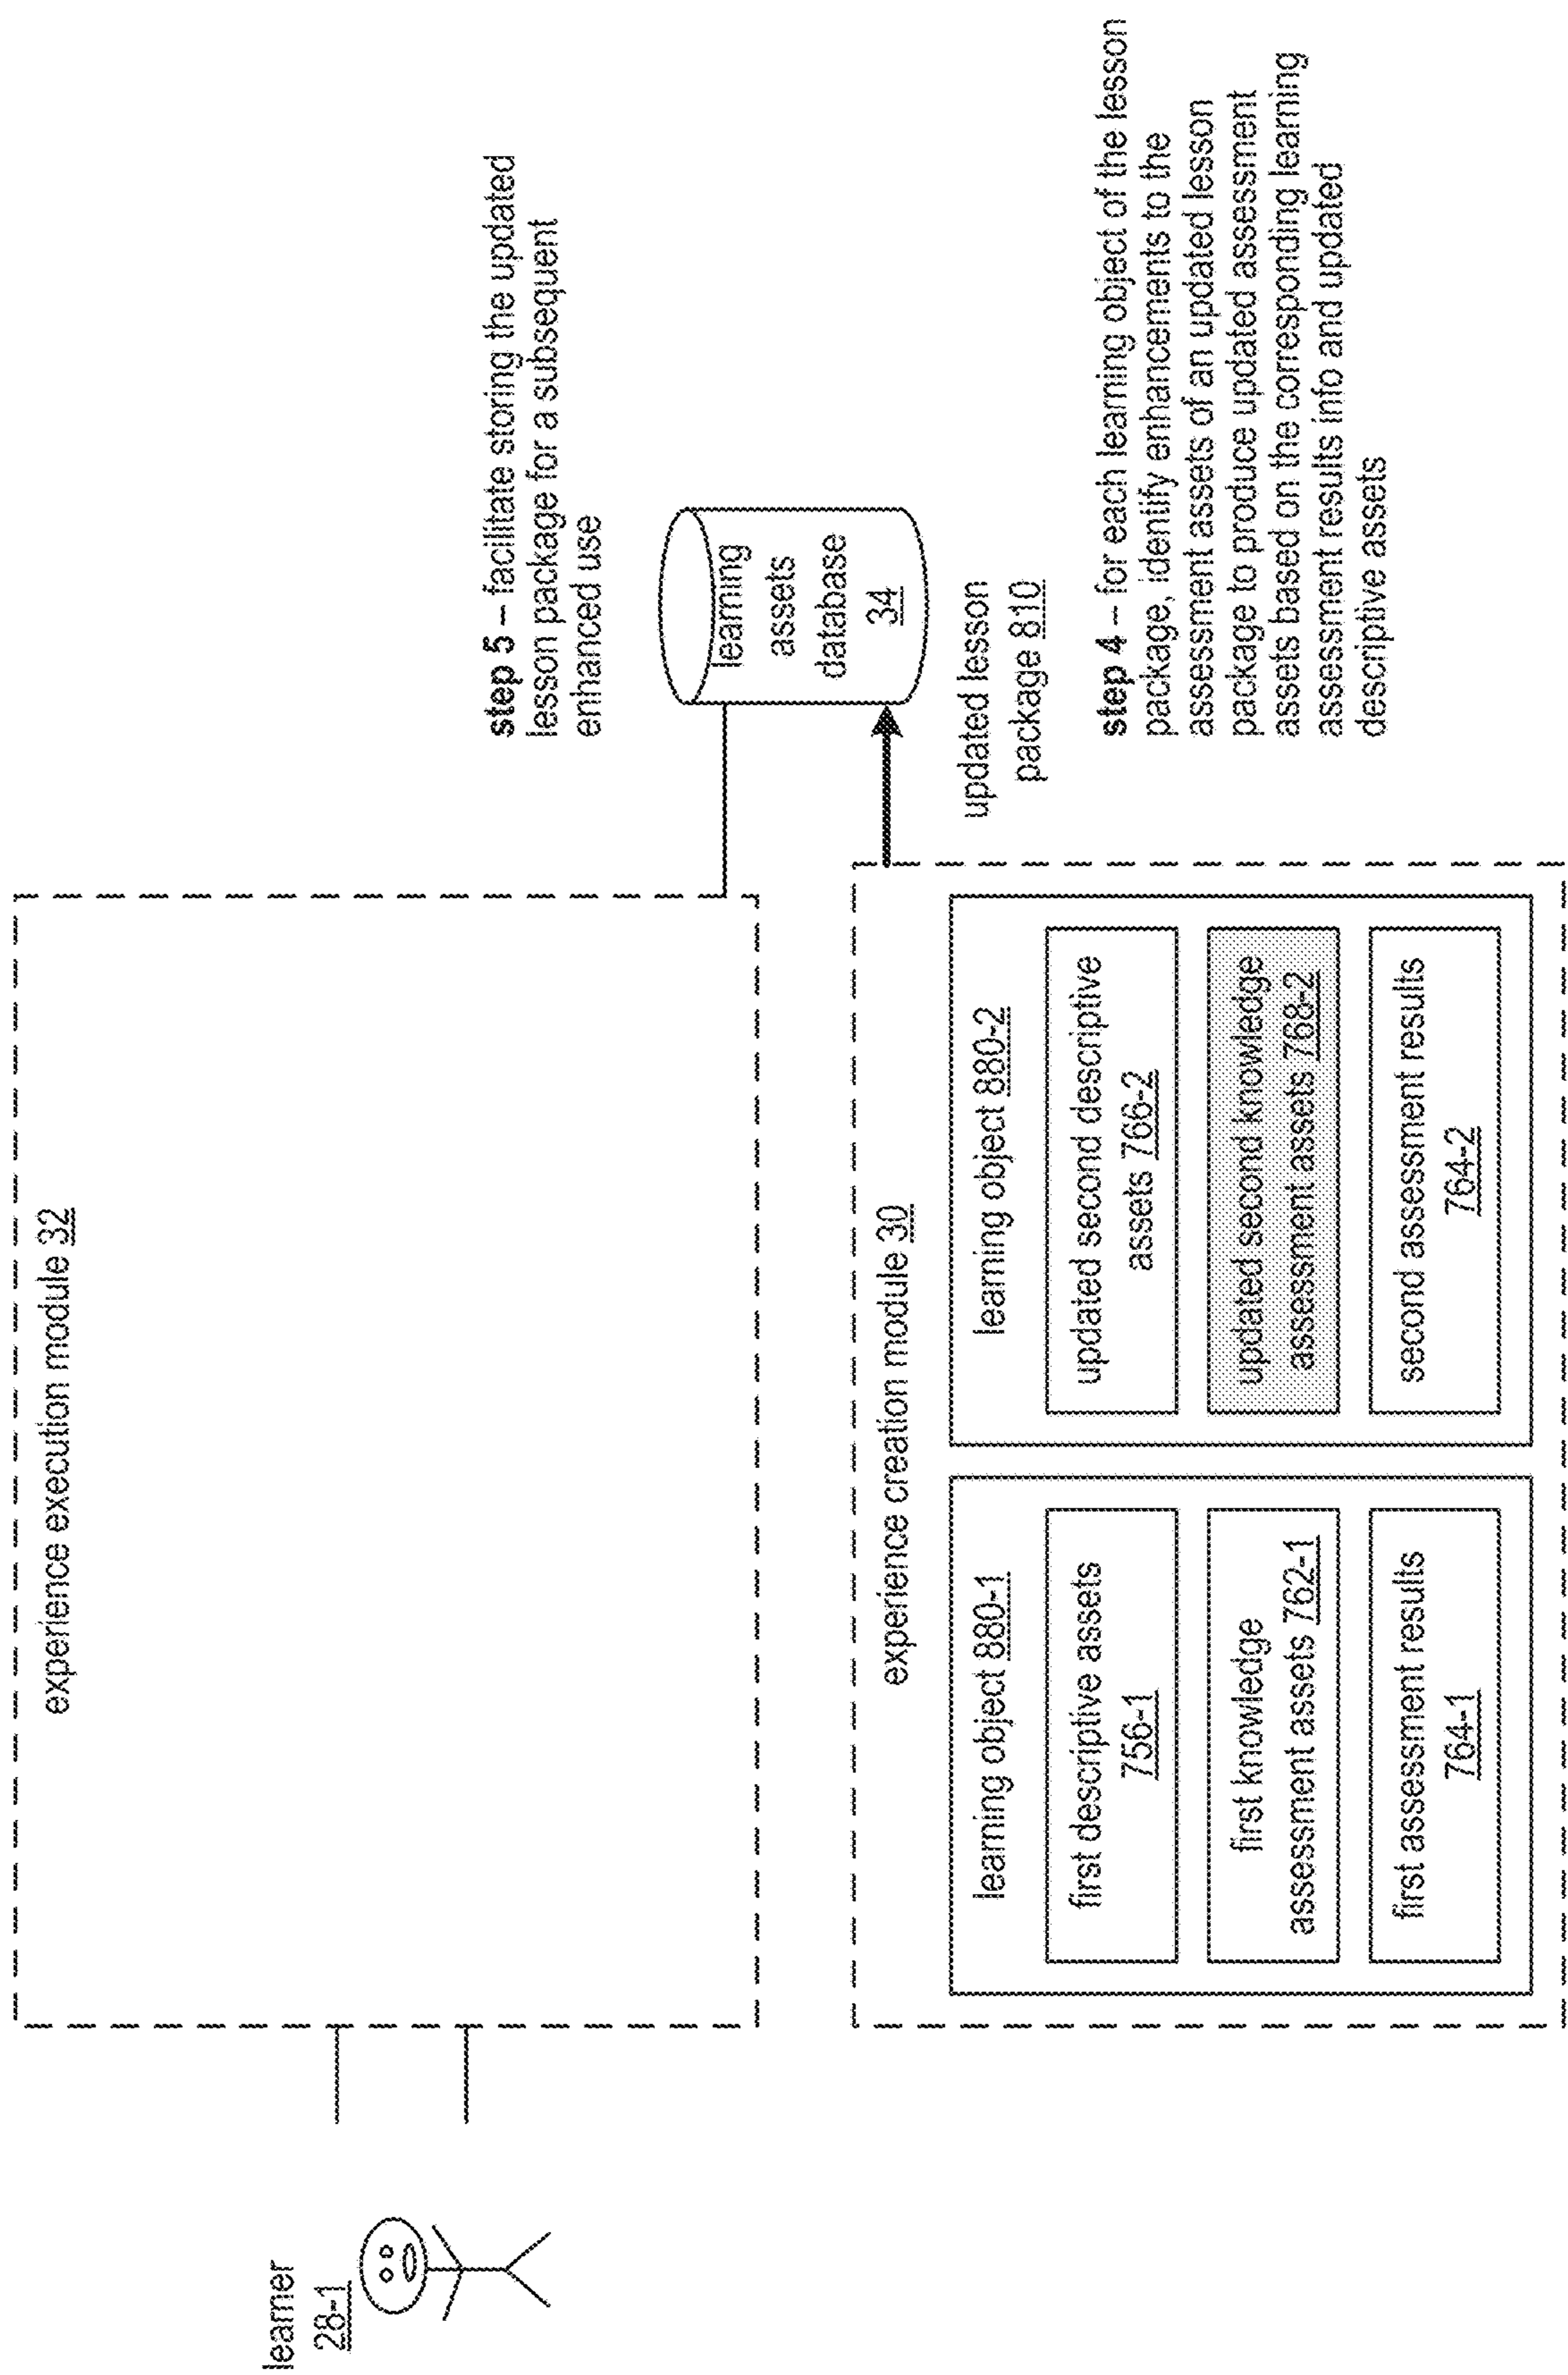 learner
28-1
experience execution module 32
step 5 – facilitate storing the updated
lesson package for a subsequent
enhanced use
learning
assets
database
34
experience creation module 30
updated lesson
package 810
learning object 880-1
first descriptive assets
756-1
first knowledge
assessment assets 762-1
first assessment results
764-1
learning object 880-2
updated second descriptive
assets 766-2
updated second knowledge
assessment assets 768-2
second assessment results
764-2
step 4 – for each learning object of the lesson
package, identify enhancements to the
assessment assets of an updated lesson
package to produce updated assessment
assets based on the corresponding learning
assessment results info and updated
descriptive assets